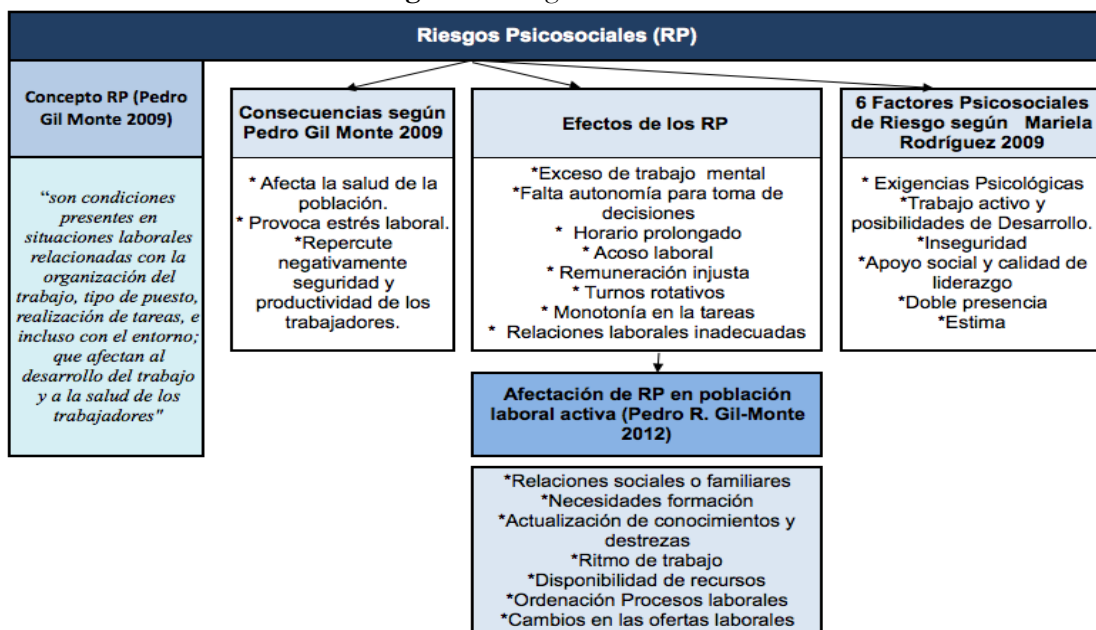 Riesgos Psicosociales (RP)
Concepto RP (Pedro
Gil Monte 2009)
“son condiciones
presentes en
situaciones laborales
relacionadas con la
organización del
trabajo, tipo de puesto,
realización de tareas, e
incluso con el entorno;
que afectan al
desarrollo del trabajo
y a la salud de los
trabajadores"
Consecuencias según
Pedro Gil Monte 2009
* Afecta la salud de la
población.
* Provoca estrés laboral.
*Repercute
negativamente
seguridad y
productividad de los
trabajadores.
Efectos de los RP
*Exceso de trabajo mental
*Falta autonomía para toma de
decisiones
* Horario prolongado
* Acoso laboral
* Remuneración injusta
* Turnos rotativos
* Monotonía en la tareas
* Relaciones laborales inadecuadas
6 Factores Psicosociales
de Riesgo según Mariela
Rodríguez 2009
* Exigencias Psicológicas
*Trabajo activo y
posibilidades de Desarrollo.
*Inseguridad
*Apoyo social y calidad de
liderazgo
*Doble presencia
*Estima
Afectación de RP en población
laboral activa (Pedro R. Gil-Monte
2012)
*Relaciones sociales o familiares
*Necesidades formación
*Actualización de conocimientos y
destrezas
*Ritmo de trabajo
*Disponibilidad de recursos
*Ordenación Procesos laborales
*Cambios en las ofertas laborales